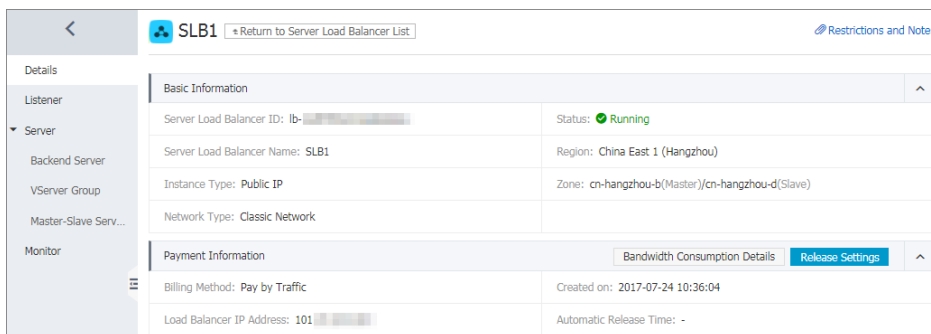 SLB1 Return to Server Load Balancer List Restrictions and Note
Details
Listener
Server
Backend Server
VServer Group
Master-Slave Serv...
Monitor
Basic Information
Server Load Balancer ID: lb- Status: Running
Server Load Balancer Name: SLB1 Region: China East 1 (Hangzhou)
Instance Type: Public IP Zone: cn-hangzhou-b(Master)/cn-hangzhou-d(Slave)
Network Type: Classic Network
Payment Information Bandwidth Consumption Details Release Settings
Billing Method: Pay by Traffic Created on: 2017-07-24 10:36:04
Load Balancer IP Address: 101 Automatic Release Time: -